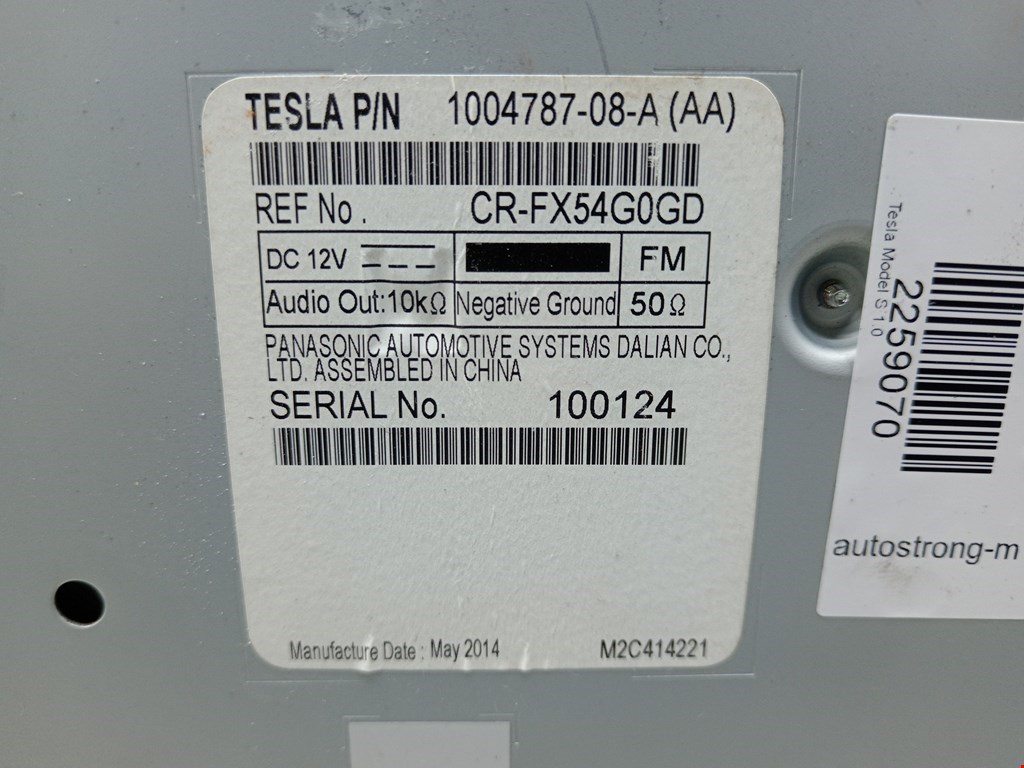 TESLA P/N 1004787-08-A (AA)
REF No. CR-FX54G0GD
DC 12V FM
Audio Out:10kΩ Negative Ground 50Ω
PANASONIC AUTOMOTIVE SYSTEMS DALIAN CO.,
LTD. ASSEMBLED IN CHINA
SERIAL No. 100124
Manufacture Date : May 2014 M2C414221
Tesla Model S 1.0
2259070
autostrong-m